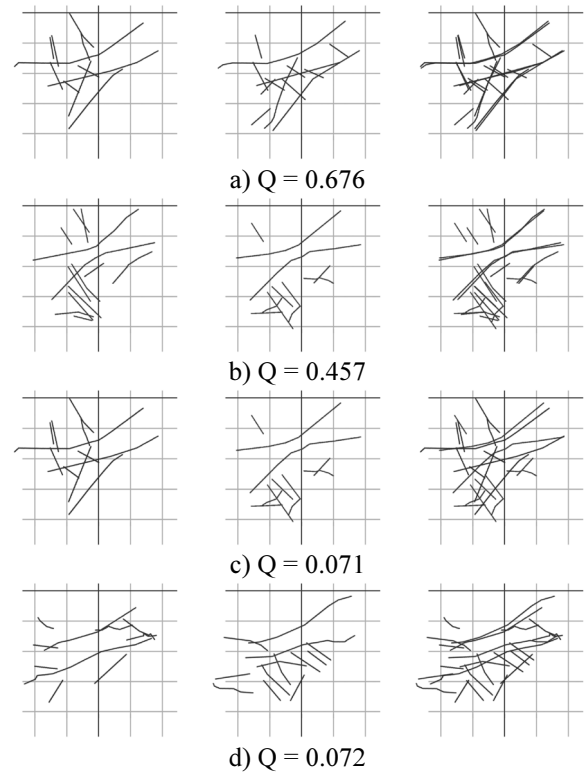 a) Q = 0.676
b) Q = 0.457
c) Q = 0.071
d) Q = 0.072